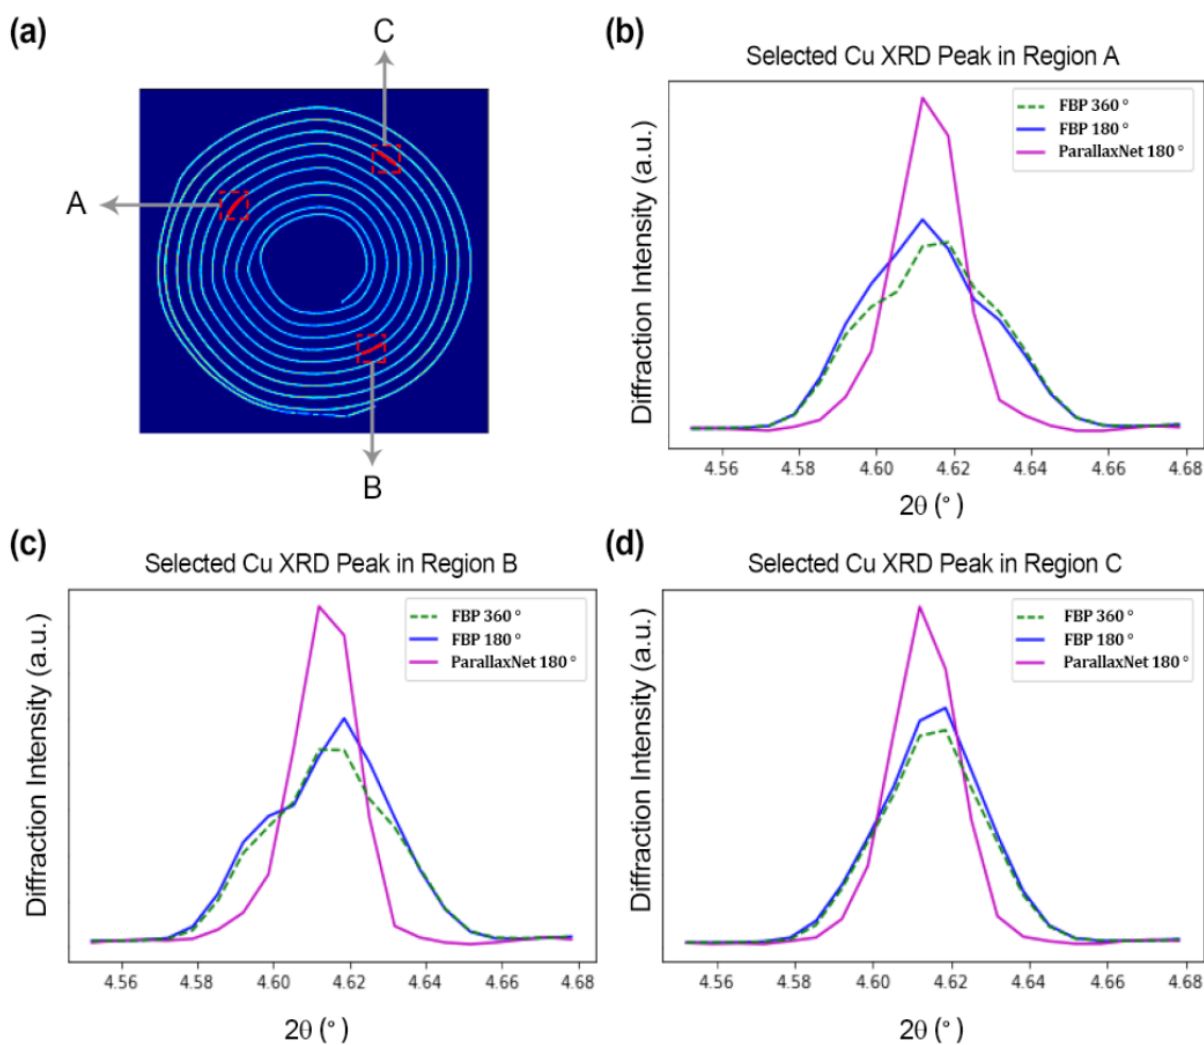 (a)
C
A
B
(b)
Selected Cu XRD Peak in Region A
FBP 360 °
FBP 180 °
ParallaxNet 180 °
Diffraction Intensity (a.u.)
4.56 4.58 4.60 4.62 4.64 4.66 4.68
2θ (°)
(c)
Selected Cu XRD Peak in Region B
FBP 360 °
FBP 180 °
ParallaxNet 180 °
Diffraction Intensity (a.u.)
4.56 4.58 4.60 4.62 4.64 4.66 4.68
2θ (°)
(d)
Selected Cu XRD Peak in Region C
FBP 360 °
FBP 180 °
ParallaxNet 180 °
Diffraction Intensity (a.u.)
4.56 4.58 4.60 4.62 4.64 4.66 4.68
2θ (°)